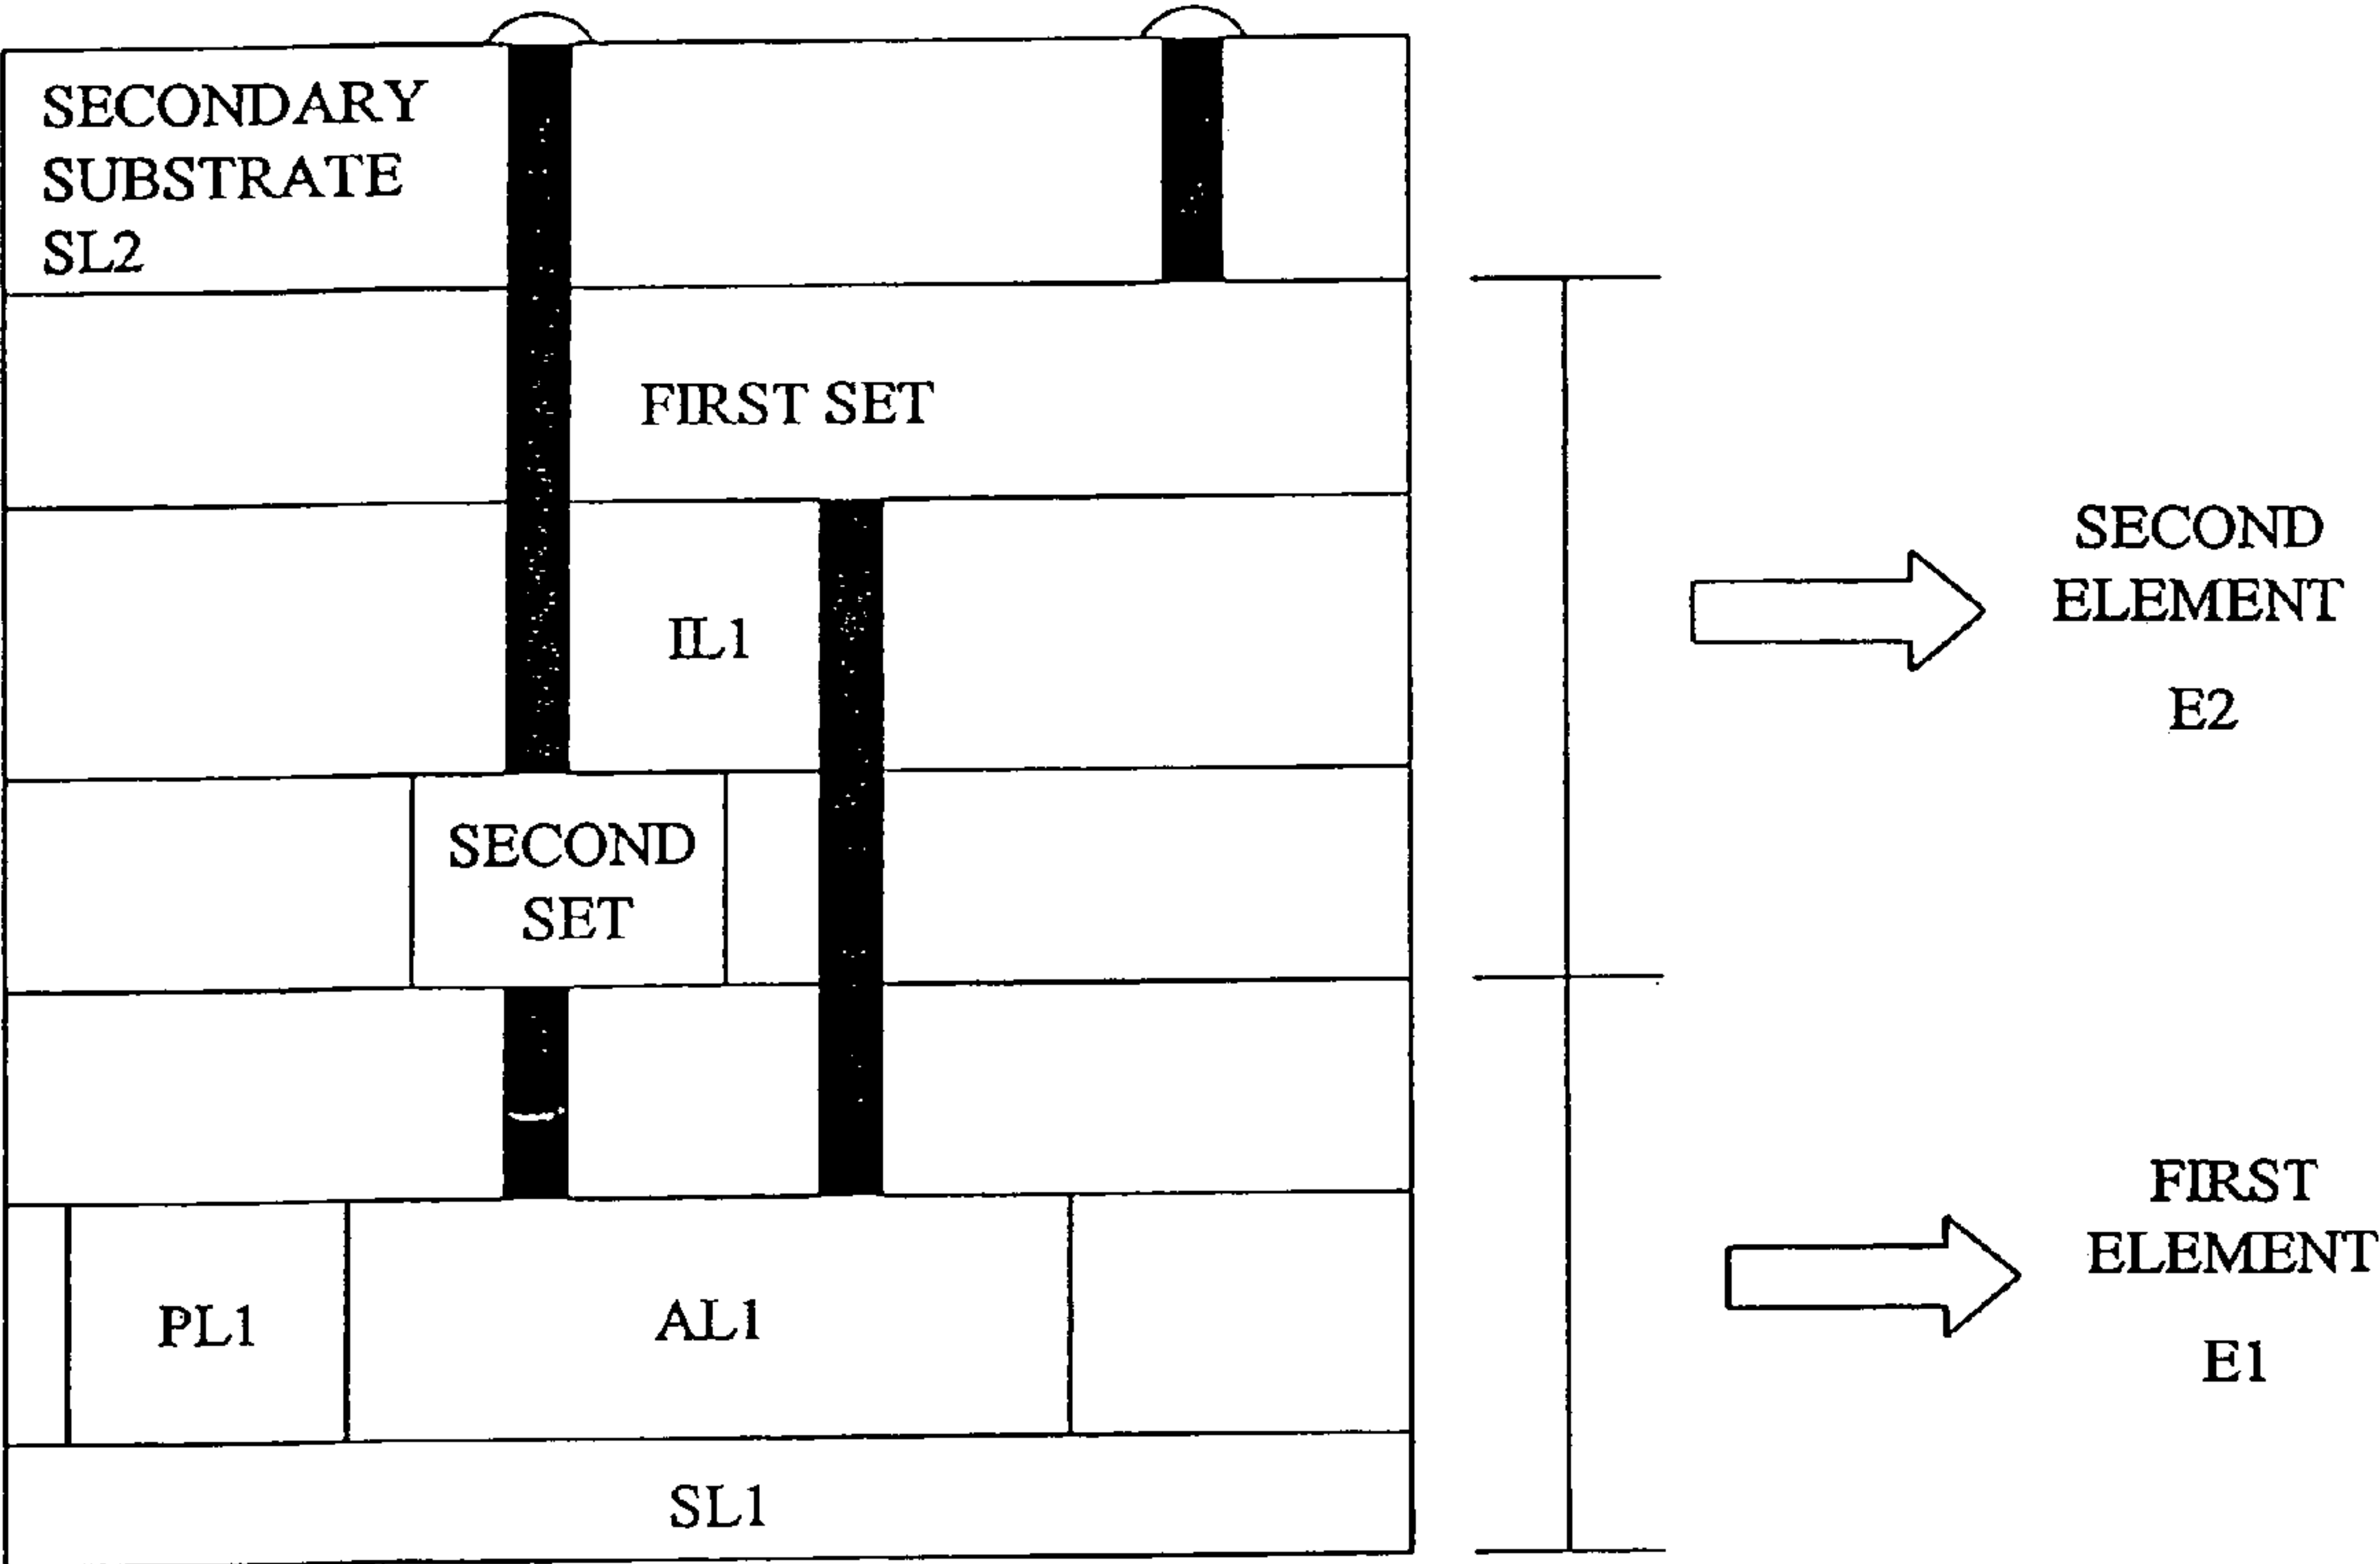 SECONDARY
SUBSTRATE
SL2
FIRST SET
IL1
SECOND
SET
PL1
AL1
SL1
SECOND
ELEMENT
E2
FIRST
ELEMENT
E1